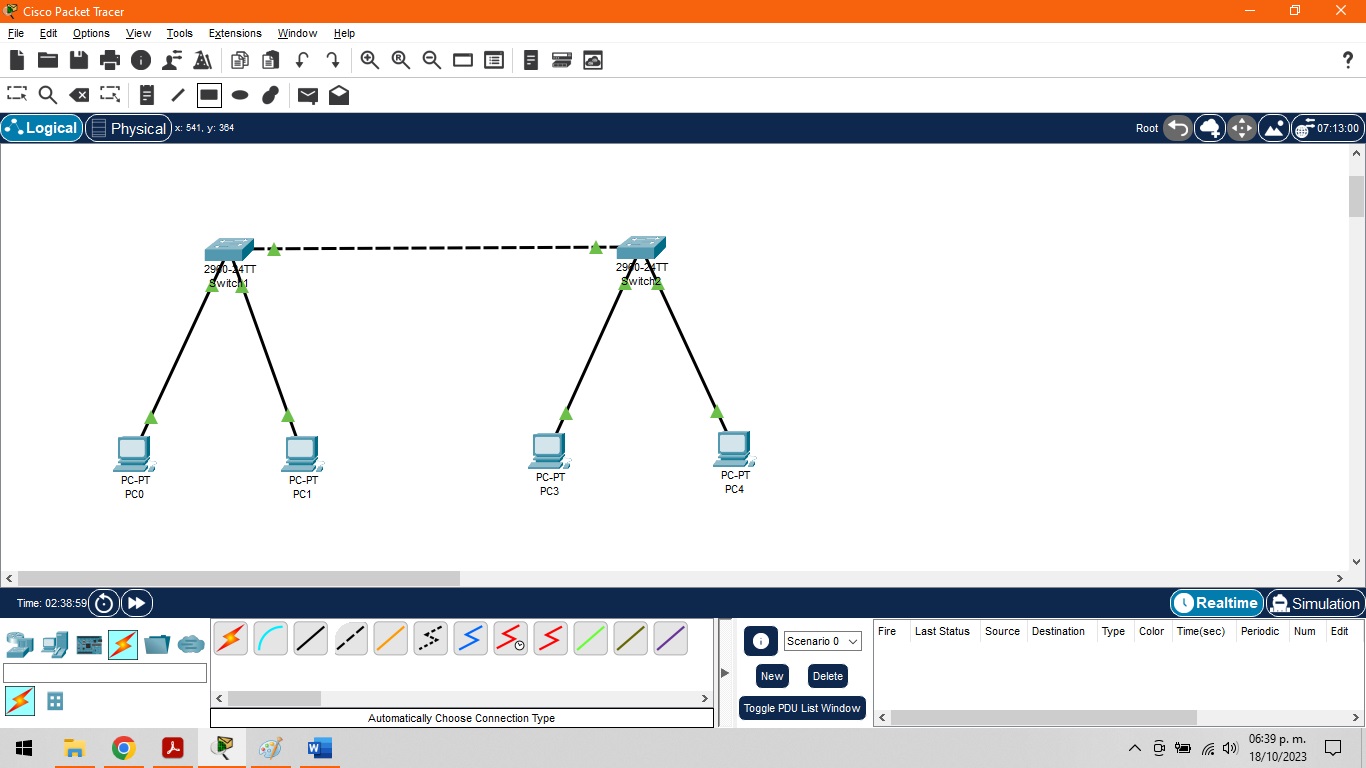 Cisco Packet Tracer
File Edit Options View Tools Extensions Window Help
Logical Physical x: 541, y: 364 Root 07:13:00
2960-24TT
Switch1
2960-24TT
Switch2
PC-PT
PC0
PC-PT
PC1
PC-PT
PC3
PC-PT
PC4
Time: 02:38:59 Realtime Simulation
Scenario 0
New Delete
Toggle PDU List Window
Fire Last Status Source Destination Type Color Time(sec) Periodic Num Edit
Automatically Choose Connection Type
06:39 p. m.
18/10/2023